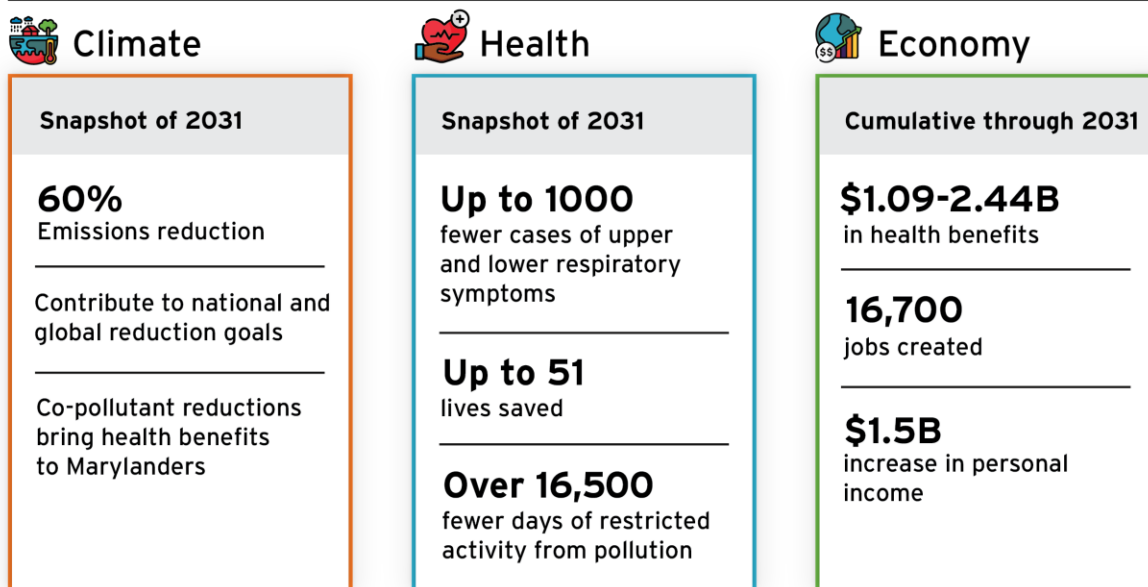 Climate
Snapshot of 2031
60%
Emissions reduction
Contribute to national and
global reduction goals
Co-pollutant reductions
bring health benefits
to Marylanders
Health
Snapshot of 2031
Up to 1000
fewer cases of upper
and lower respiratory
symptoms
Up to 51
lives saved
Over 16,500
fewer days of restricted
activity from pollution
$$
Economy
Cumulative through 2031
$1.09-2.44B
in health benefits
16,700
jobs created
$1.5B
increase in personal
income